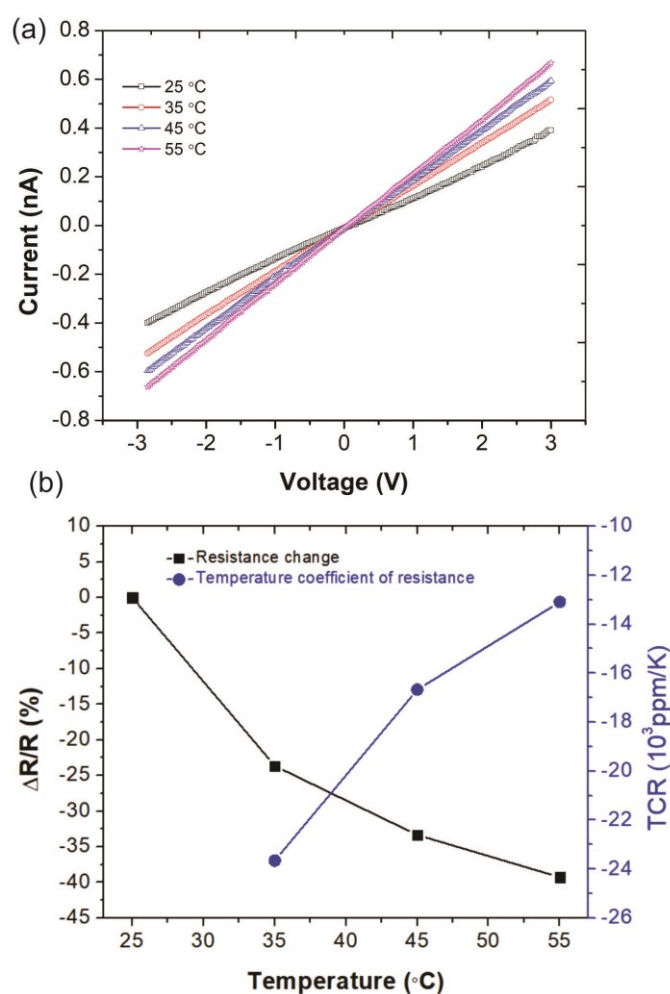 (a)
0.8
0.6
0.4
0.2
0.0
-0.2
-0.4
-0.6
-0.8
Current (nA)
25 °C
35 °C
45 °C
55 °C
-3 -2 -1 0 1 2 3
Voltage (V)
(b)
10
5
0
-5
-10
-15
-20
-25
-30
-35
-40
-45
ΔR/R (%)
Resistance change
Temperature coefficient of resistance
-10
-12
-14
-16
-18
-20
-22
-24
-26
TCR (10³ppm/K)
25 30 35 40 45 50 55
Temperature (°C)